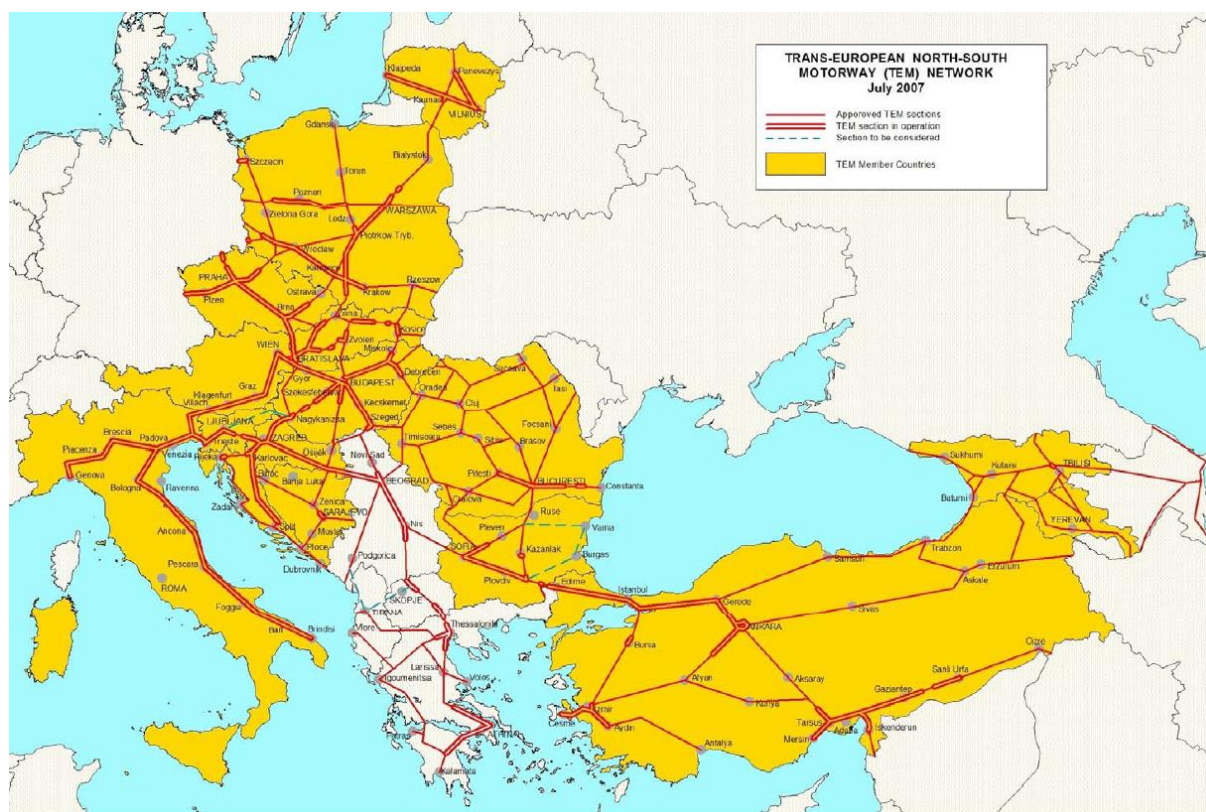 TRANS-EUROPEAN NORTH-SOUTH
MOTORWAY (TEM) NETWORK
July 2007
Apporoved TEM sections
TEM section in operation
Section to be considered
TEM Member Countries
Klaipeda
Panevezys
Kaunas
VILNIUS
Gdansk
Szczecin
Torun
Bialystok
Poznan
WARSZAWA
Zielona Gora
Lodz
Piotrkow Tryb.
Wroclaw
Katowice
PRAHA
Ostrava
Krakow
Rzeszow
Plzen
Brno
Zilina
Kosice
Zvolen
WIEN
Miskolc
BRATISLAVA
Gyor
Debrecen
Suceava
BUDAPEST
Oradea
Graz
Szekesfehervar
Iasi
Klagenfurt
Villach
Kecskemet
Cluj
LJUBLJANA
Nagykanizsa
Szeged
Brescia
Padova
Trieste
ZAGREB
Sebes
Focsani
Piacenza
Venezia
Rijeka
Karlovac
Osijek
Timisoara
Sibiu
Brasov
Genova
Novi Sad
Bologna
Ravenna
Bihac
Banja Luka
BEOGRAD
Pitesti
BUCURESTI
Constanta
Zadar
Zenica
Craiova
SARAJEVO
Ruse
Ancona
Split
Mostar
Nis
Pleven
Varna
Ploce
SOFIA
Kazanlak
Pescara
Dubrovnik
Podgorica
Burgas
ROMA
Plovdiv
Edirne
Istanbul
SKOPJE
Foggia
TIRANA
Bari
Brindisi
Vlore
Thessaloniki
Larissa
Igoumenitsa
Volos
Patras
ATHINA
Kalamata
Sukhumi
Kutaisi
TBILISI
Batumi
YEREVAN
Trabzon
Samsun
Erzurum
Askale
Gerede
Sivas
ANKARA
Bursa
Cizre
Sanli Urfa
Afyon
Aksaray
Gaziantep
Izmir
Konya
Cesme
Tarsus
Aydin
Adana
Iskenderun
Mersin
Antalya